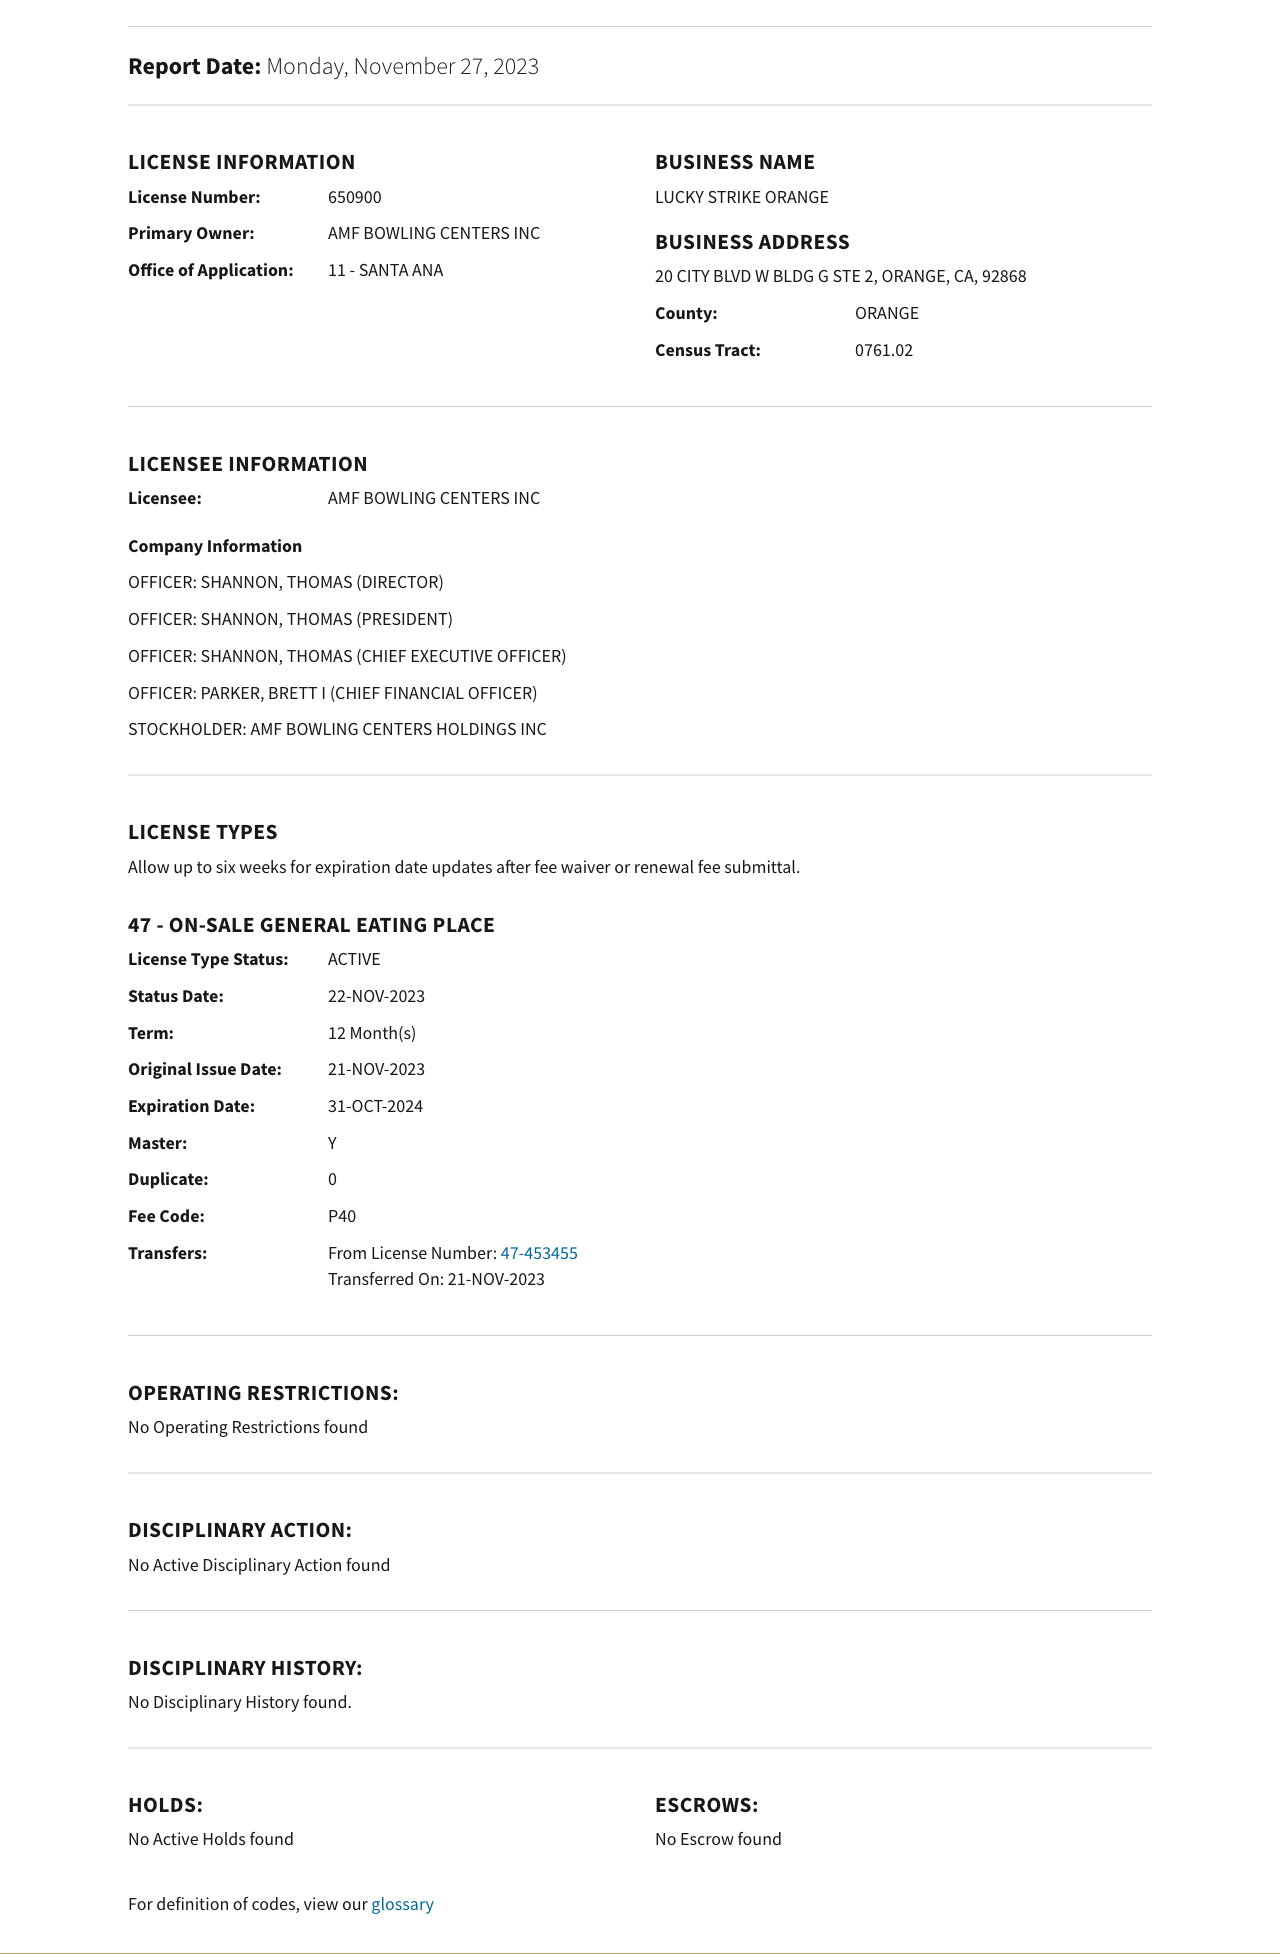 Report Date: Monday, November 27, 2023
LICENSE INFORMATION
License Number: 650900
Primary Owner: AMF BOWLING CENTERS INC
Office of Application: 11 - SANTA ANA
BUSINESS NAME
LUCKY STRIKE ORANGE
BUSINESS ADDRESS
20 CITY BLVD W BLDG G STE 2, ORANGE, CA, 92868
County: ORANGE
Census Tract: 0761.02
LICENSEE INFORMATION
Licensee: AMF BOWLING CENTERS INC
Company Information
OFFICER: SHANNON, THOMAS (DIRECTOR)
OFFICER: SHANNON, THOMAS (PRESIDENT)
OFFICER: SHANNON, THOMAS (CHIEF EXECUTIVE OFFICER)
OFFICER: PARKER, BRETT I (CHIEF FINANCIAL OFFICER)
STOCKHOLDER: AMF BOWLING CENTERS HOLDINGS INC
LICENSE TYPES
Allow up to six weeks for expiration date updates after fee waiver or renewal fee submittal.
47 - ON-SALE GENERAL EATING PLACE
License Type Status: ACTIVE
Status Date: 22-NOV-2023
Term: 12 Month(s)
Original Issue Date: 21-NOV-2023
Expiration Date: 31-OCT-2024
Master: Y
Duplicate: 0
Fee Code: P40
Transfers: From License Number: 47-453455
Transferred On: 21-NOV-2023
OPERATING RESTRICTIONS:
No Operating Restrictions found
DISCIPLINARY ACTION:
No Active Disciplinary Action found
DISCIPLINARY HISTORY:
No Disciplinary History found.
HOLDS:
No Active Holds found
ESCROWS:
No Escrow found
For definition of codes, view our glossary